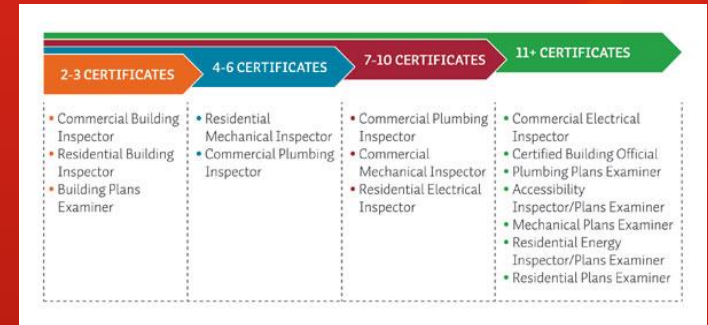 2-3 CERTIFICATES
4-6 CERTIFICATES
7-10 CERTIFICATES
11+ CERTIFICATES
• Commercial Building
Inspector
• Residential Building
Inspector
• Building Plans
Examiner
• Residential
Mechanical Inspector
• Commercial Plumbing
Inspector
• Commercial Plumbing
Inspector
• Commercial
Mechanical Inspector
• Residential Electrical
Inspector
• Commercial Electrical
Inspector
• Certified Building Official
• Plumbing Plans Examiner
• Accessibility
Inspector/Plans Examiner
• Mechanical Plans Examiner
• Residential Energy
Inspector/Plans Examiner
• Residential Plans Examiner